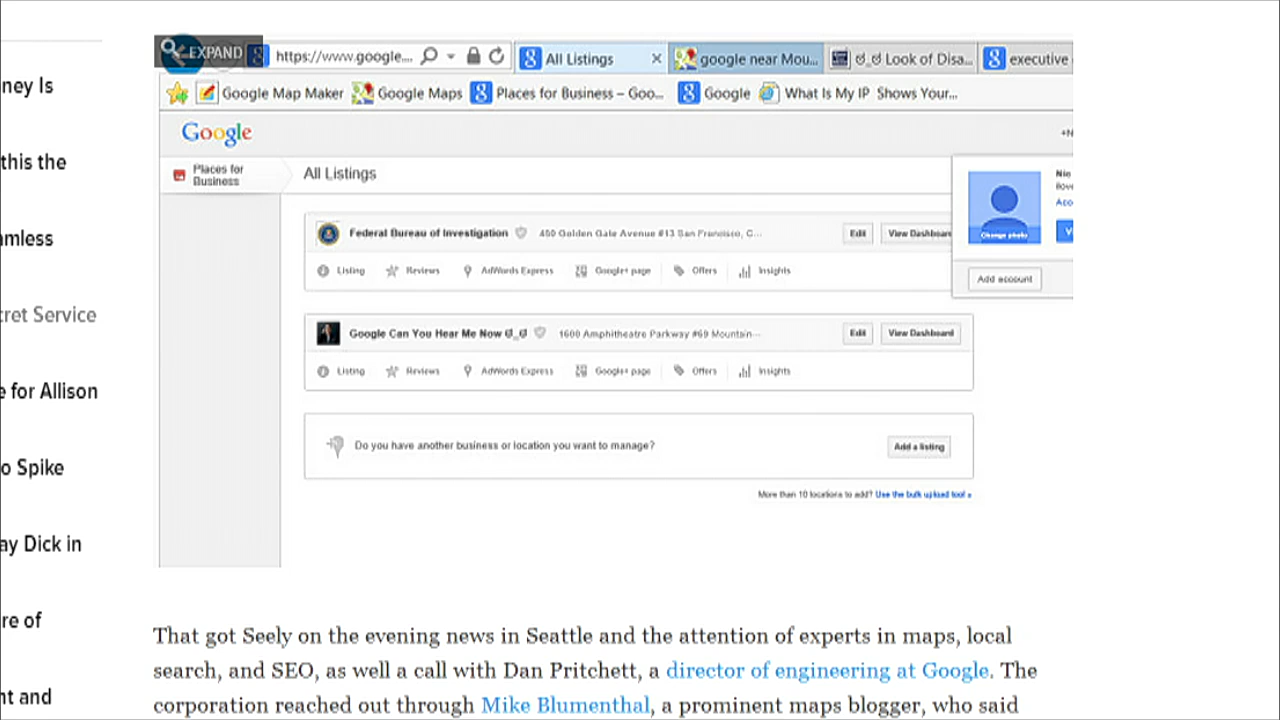 ney Is
this the
amless
cret Service
e for Allison
o Spike
ay Dick in
re of
nt and
EXPAND
https://www.google... All Listings google near Mou... ಠ_ಠ Look of Disa... executive
Google Map Maker Google Maps Places for Business – Goo... Google What Is My IP Shows Your...
Google
+N
Places for
Business
All Listings
Federal Bureau of Investigation 450 Golden Gate Avenue #13 San Francisco, C... Edit View Dashboard
Listing Reviews AdWords Express Google+ page Offers Insights
Change photo
Acc
V
Add account
Google Can You Hear Me Now ಠ_ಠ 1600 Amphitheatre Parkway #69 Mountain... Edit View Dashboard
Listing Reviews AdWords Express Google+ page Offers Insights
Do you have another business or location you want to manage? Add a listing
More than 10 locations to add? Use the bulk upload tool »
That got Seely on the evening news in Seattle and the attention of experts in maps, local
search, and SEO, as well a call with Dan Pritchett, a director of engineering at Google. The
corporation reached out through Mike Blumenthal, a prominent maps blogger, who said